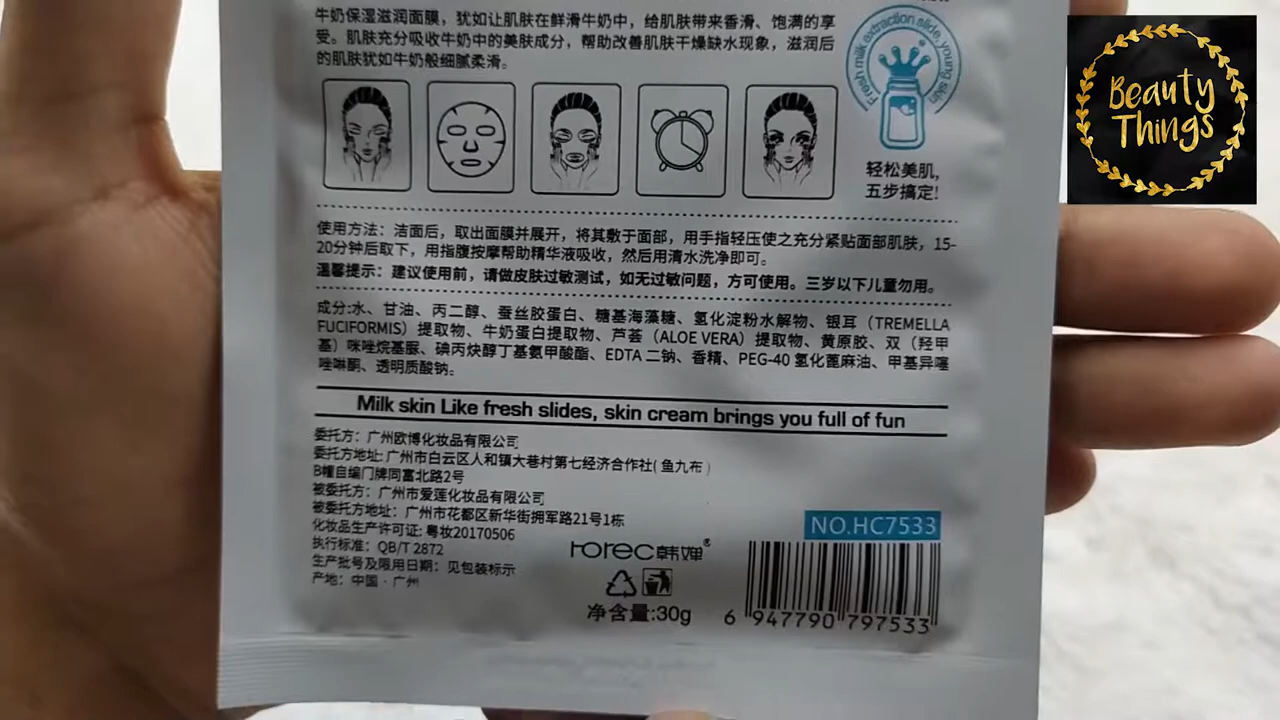 牛奶保湿滋润面膜，犹如让肌肤在鲜滑牛奶中，给肌肤带来香滑、饱满的享
受。肌肤充分吸收牛奶中的美肤成分，帮助改善肌肤干燥缺水现象，滋润后
的肌肤犹如牛奶般细腻柔滑。
Fresh milk extraction slide, young skin
轻松美肌,
五步搞定!
Beauty
Things
使用方法：洁面后，取出面膜并展开，将其敷于面部，用手指轻压使之充分紧贴面部肌肤，15-
20分钟后取下，用指腹按摩帮助精华液吸收，然后用清水洗净即可。
温馨提示：建议使用前，请做皮肤过敏测试，如无过敏问题，方可使用。三岁以下儿童勿用。
成分:水、甘油、丙二醇、蚕丝胶蛋白、糖基海藻糖、氢化淀粉水解物、银耳（TREMELLA
FUCIFORMIS）提取物、牛奶蛋白提取物、芦荟（ALOE VERA）提取物、黄原胶、双（羟甲
基）咪唑烷基脲、碘丙炔醇丁基氨甲酸酯、EDTA 二钠、香精、PEG-40 氢化蓖麻油、甲基异噻
唑啉酮、透明质酸钠。
Milk skin Like fresh slides, skin cream brings you full of fun
委托方：广州欧博化妆品有限公司
委托方地址: 广州市白云区人和镇大巷村第七经济合作社( 鱼九布 )
B幢自编门牌同富北路2号
被委托方：广州市爱莲化妆品有限公司
被委托方地址：广州市花都区新华街拥军路21号1栋
化妆品生产许可证: 粤妆20170506
执行标准：QB/T 2872
生产批号及限用日期：见包装标示
产地：中国 · 广州
Horec韩婵®
净含量:30g
NO.HC7533
6 947790 797533